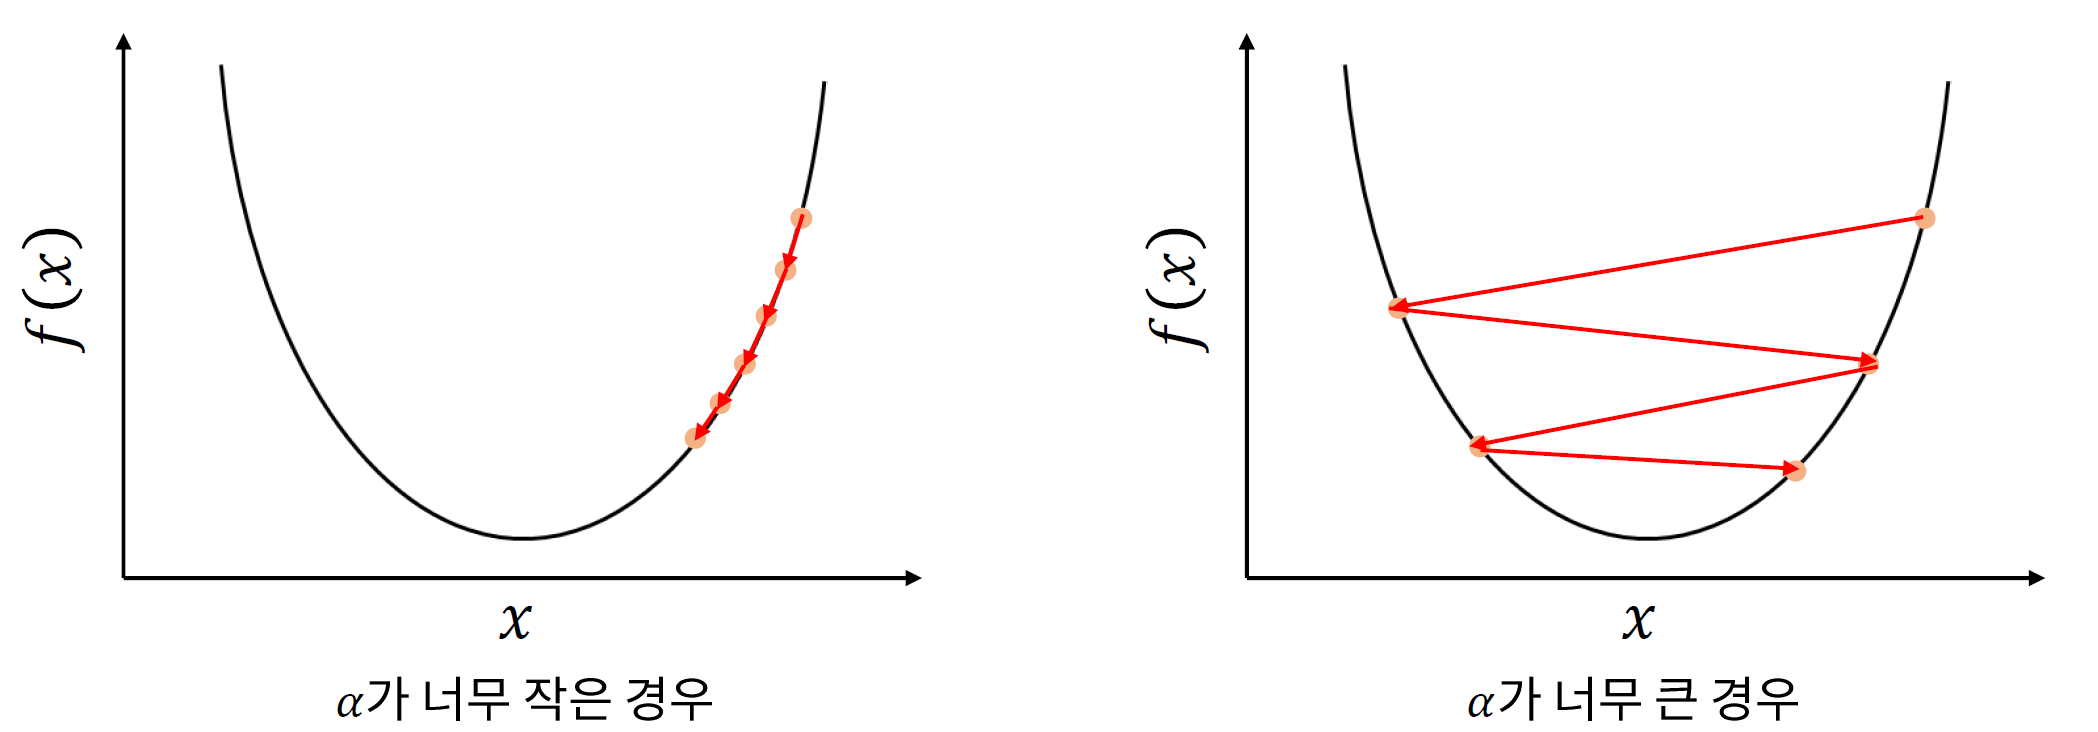 f(x)
x
α가 너무 작은 경우
f(x)
x
α가 너무 큰 경우